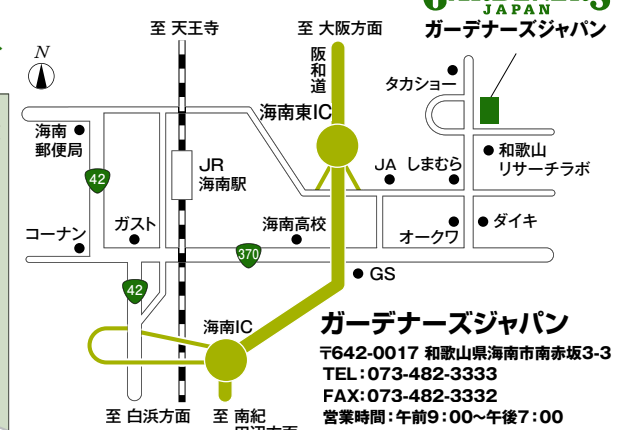 JAPAN
ガーデナーズジャパン
至 天王寺
至 大阪方面
N
阪和道
タカショー
海南東IC
海南
郵便局
和歌山
リサーチラボ
JR
海南駅
JA
しまむら
42
コーナン
ガスト
海南高校
オークワ
ダイキ
370
GS
42
海南IC
ガーデナーズジャパン
〒642-0017 和歌山県海南市南赤坂3-3
TEL:073-482-3333
FAX:073-482-3332
営業時間:午前9:00〜午後7:00
至 白浜方面
至 南紀